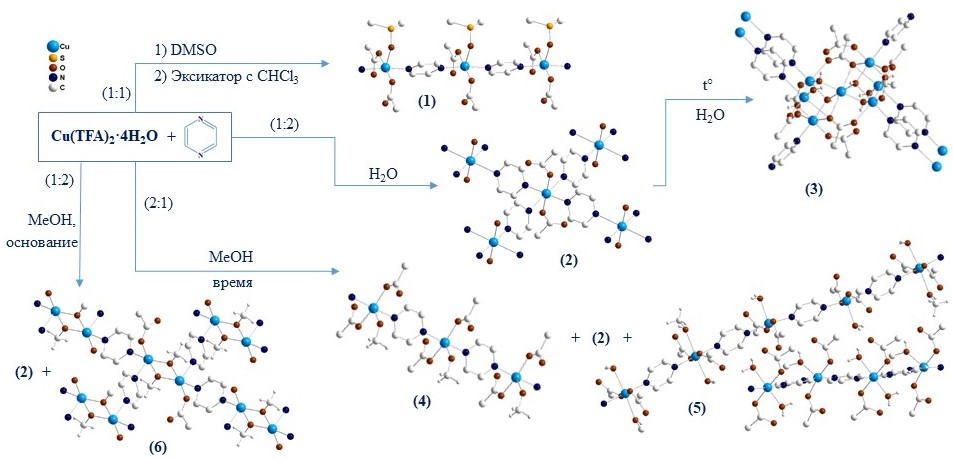 Cu
S
O
N
C
1) DMSO
2) Эксикатор с CHCl₃
(1:1)
(1)
Cu(TFA)₂·4H₂O +
N
N
(1:2)
H₂O
(2)
t°
H₂O
(3)
(1:2)
MeOH,
основание
(2:1)
MeOH
время
(2) +
(6)
(4)
+ (2) +
(5)